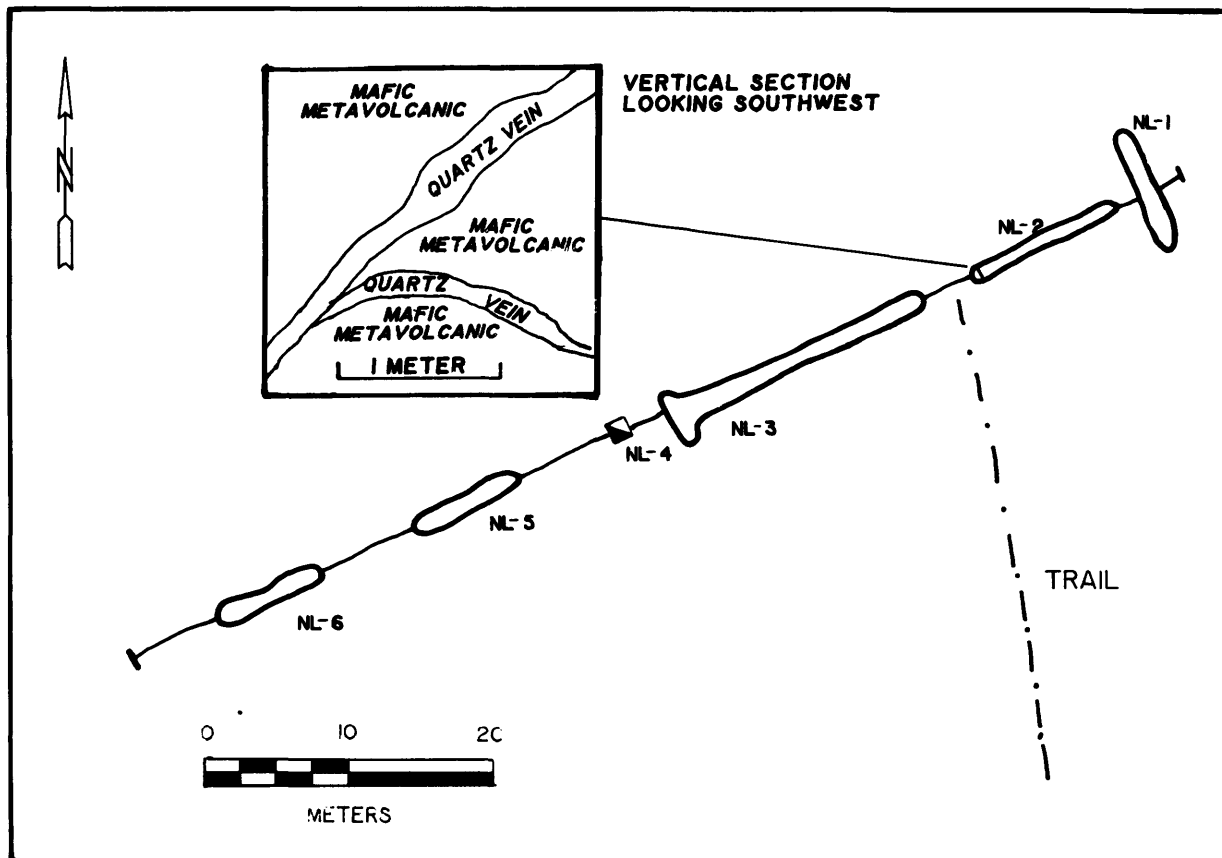 N
MAFIC
METAVOLCANIC
QUARTZ VEIN
MAFIC
METAVOLCANIC
QUARTZ
VEIN
MAFIC
METAVOLCANIC
1 METER
VERTICAL SECTION
LOOKING SOUTHWEST
NL-1
NL-2
NL-3
NL-4
NL-5
NL-6
TRAIL
0 10 20
METERS